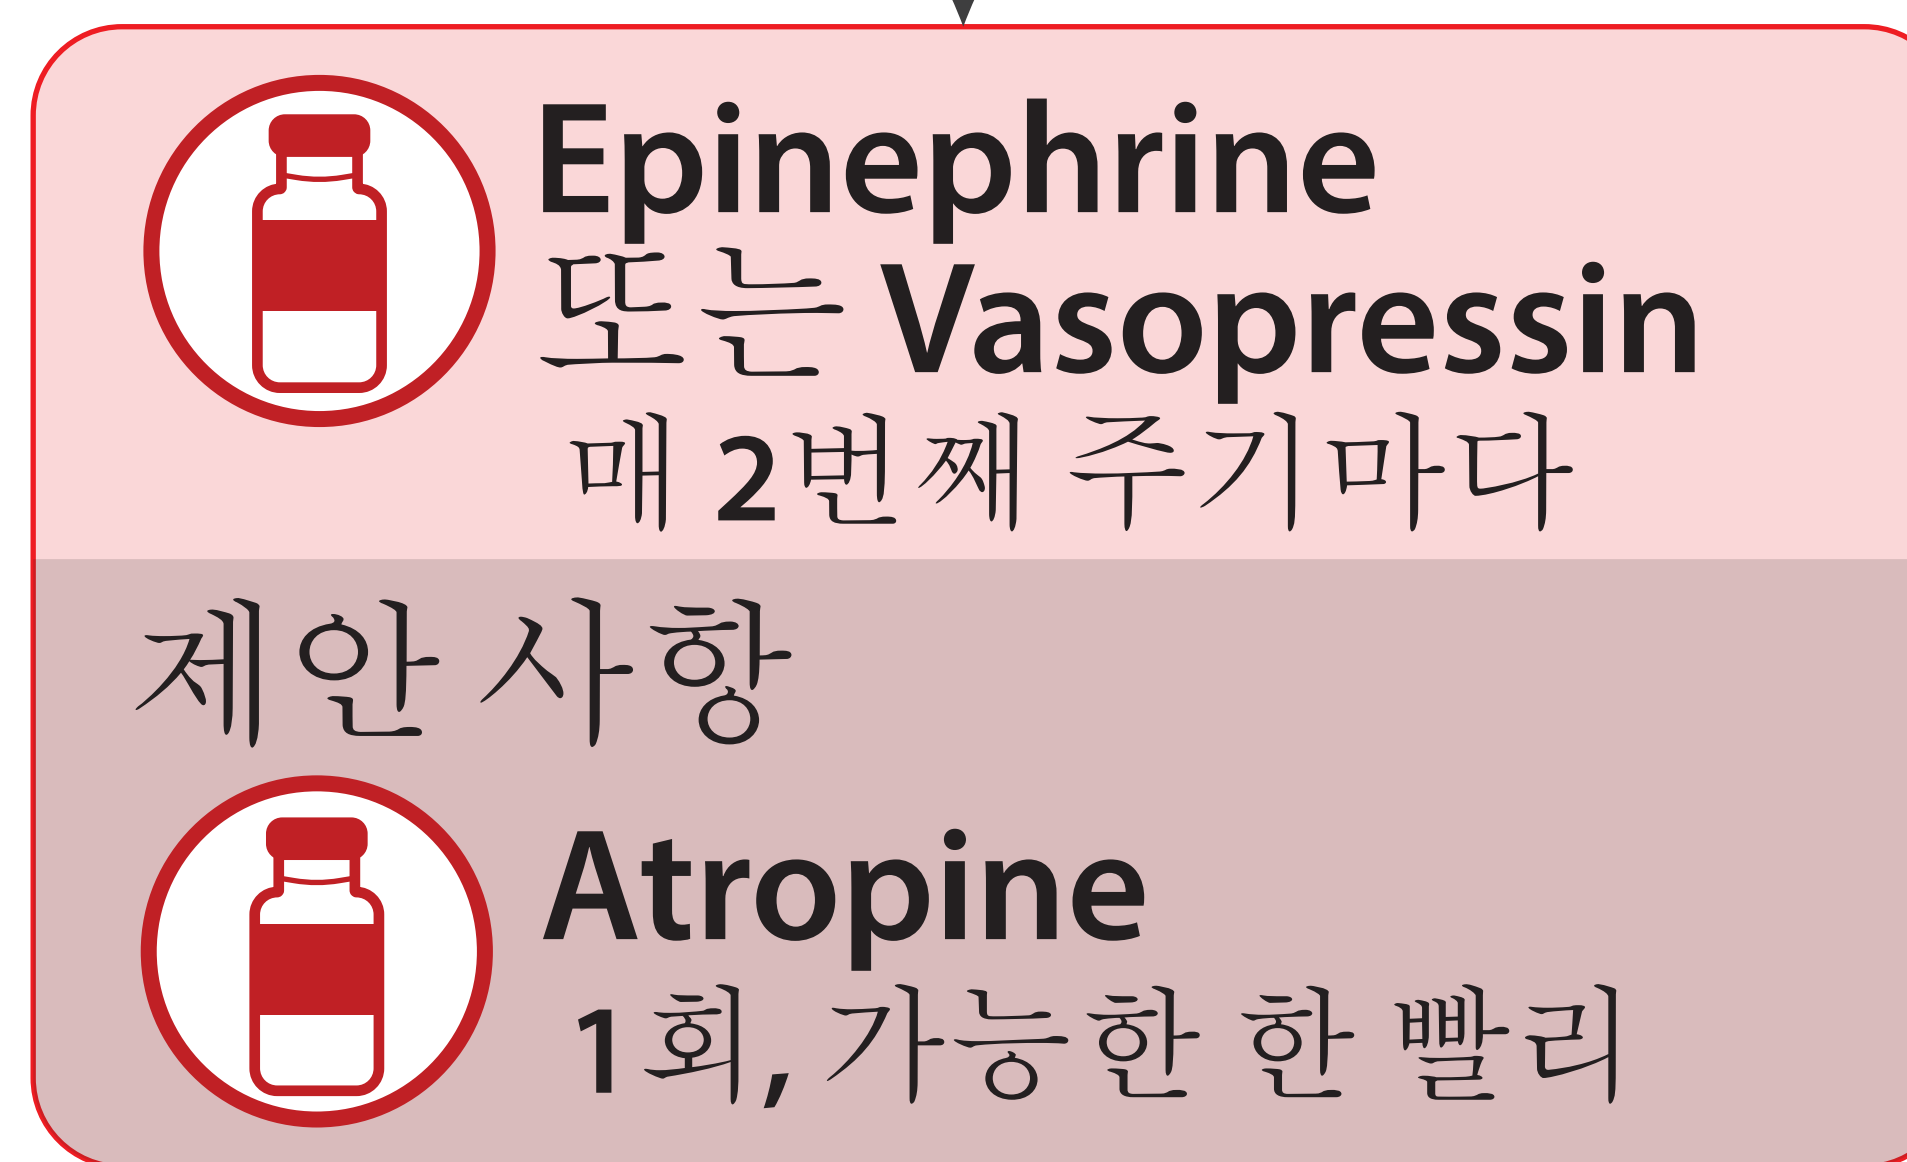 Epinephrine
또는 Vasopressin
매 2번째 주기마다
제안 사항
Atropine
1회, 가능한 한 빨리